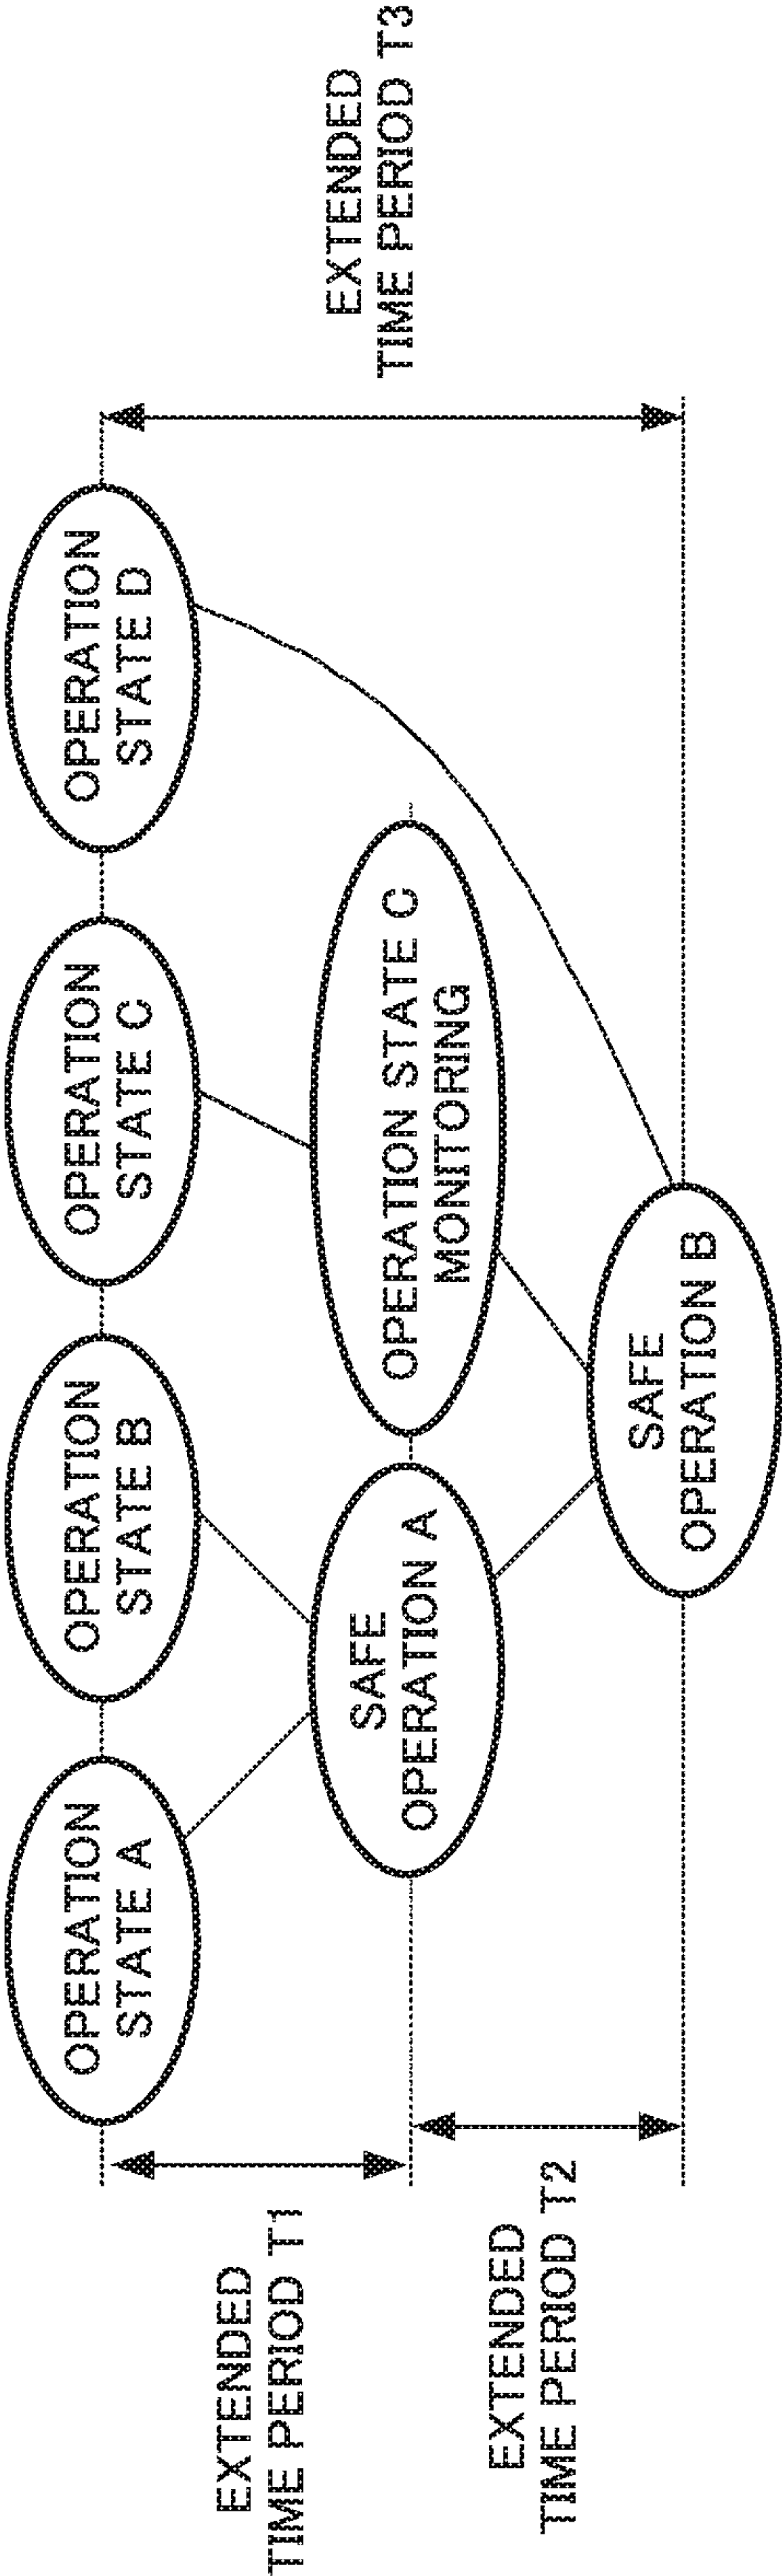 OPERATION
STATE A
OPERATION
STATE B
OPERATION
STATE C
OPERATION
STATE D
EXTENDED
TIME PERIOD T1
SAFE
OPERATION A
OPERATION STATE C
MONITORING
EXTENDED
TIME PERIOD T3
EXTENDED
TIME PERIOD T2
SAFE
OPERATION B